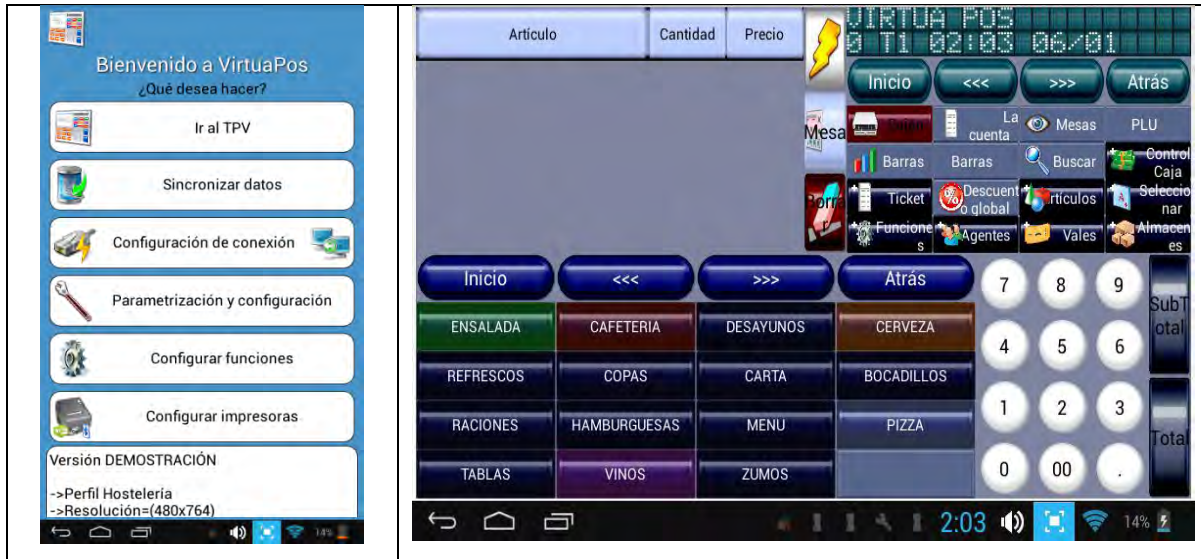 Bienvenido a VirtuaPos
¿Qué desea hacer?
Ir al TPV
Sincronizar datos
Configuración de conexión
Parametrización y configuración
Configurar funciones
Configurar impresoras
Versión DEMOSTRACIÓN
->Perfil Hostelería
->Resolución=(480x764)
14%
Artículo Cantidad Precio
VIRTUA POS
0 T1 02:03 06/01
Inicio <<< >>> Atrás
Mesa
La cuenta
Mesas
PLU
Barras
Barras
Buscar
Control Caja
Borrar
Ticket
Descuento global
Artículos
Seleccionar
Funciones
Agentes
Vales
Almacenes
Inicio <<< >>> Atrás
ENSALADA CAFETERIA DESAYUNOS CERVEZA
REFRESCOS COPAS CARTA BOCADILLOS
RACIONES HAMBURGUESAS MENU PIZZA
TABLAS VINOS ZUMOS
7 8 9
4 5 6
1 2 3
0 00 .
SubTotal
Total
2:03 14%